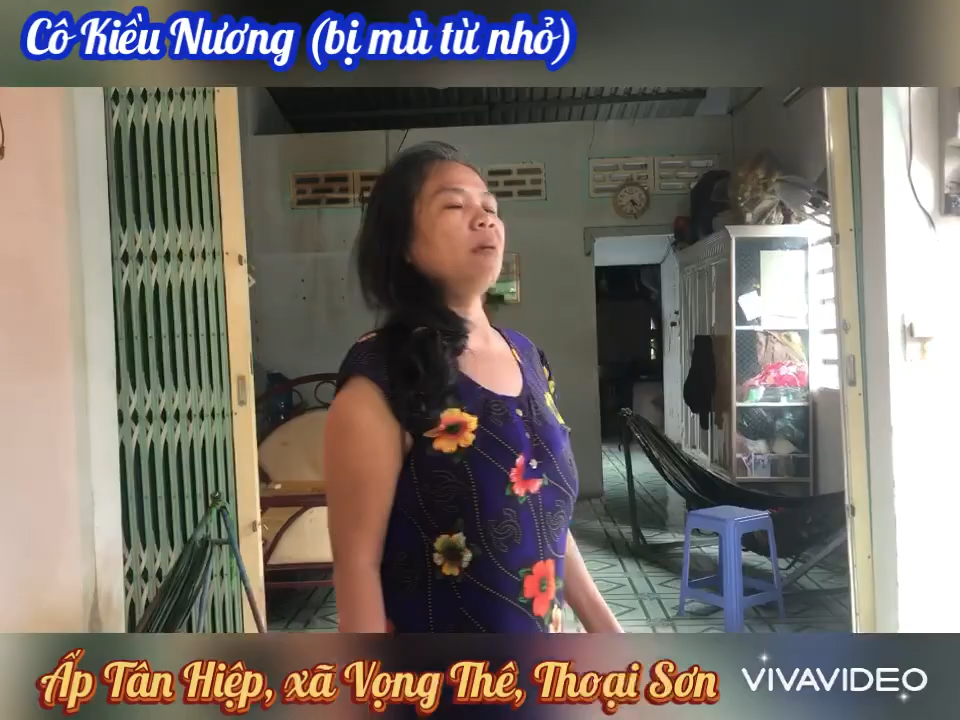 Cô Kiều Nương (bị mù từ nhỏ)
Ấp Tân Hiệp, xã Vọng Thê, Thoại Sơn
VIVAVIDEO